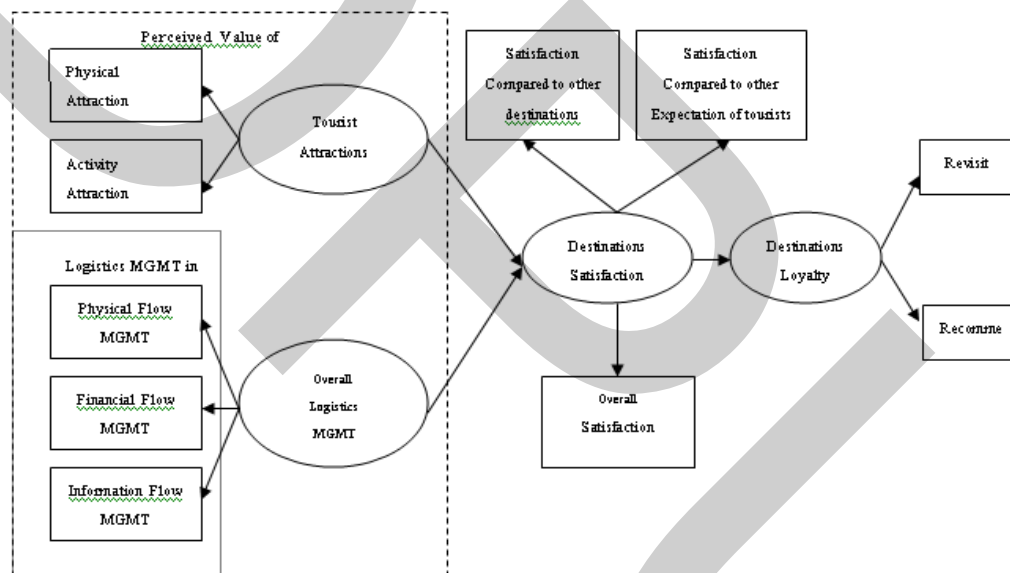 Perceived Value of
Physical
Attraction
Activity
Attraction
Tourist
Attractions
Logistics MGMT in
Physical Flow
MGMT
Financial Flow
MGMT
Information Flow
MGMT
Overall
Logistics
MGMT
Satisfaction
Compared to other
destinations
Satisfaction
Compared to other
Expectation of tourists
Destinations
Satisfaction
Overall
Satisfaction
Destinations
Loyalty
Revisit
Recomme